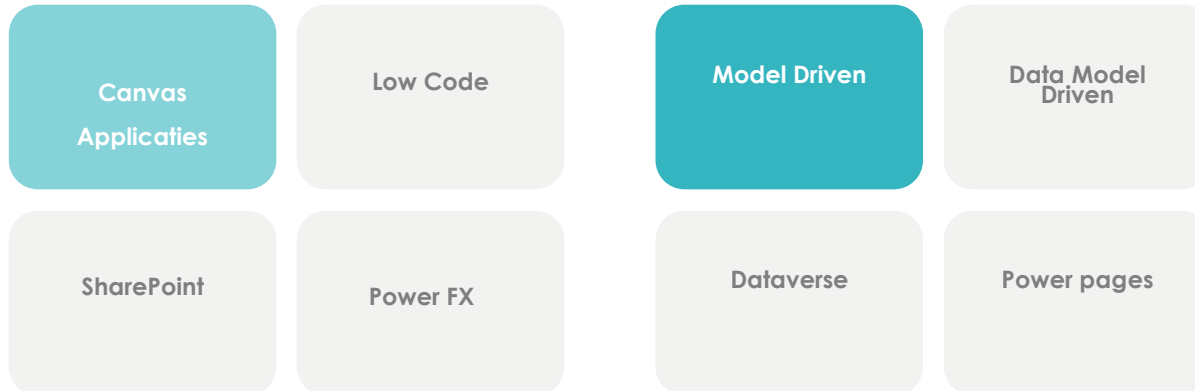 Canvas
Applicaties
Low Code
Model Driven
Data Model
Driven
SharePoint
Power FX
Dataverse
Power pages